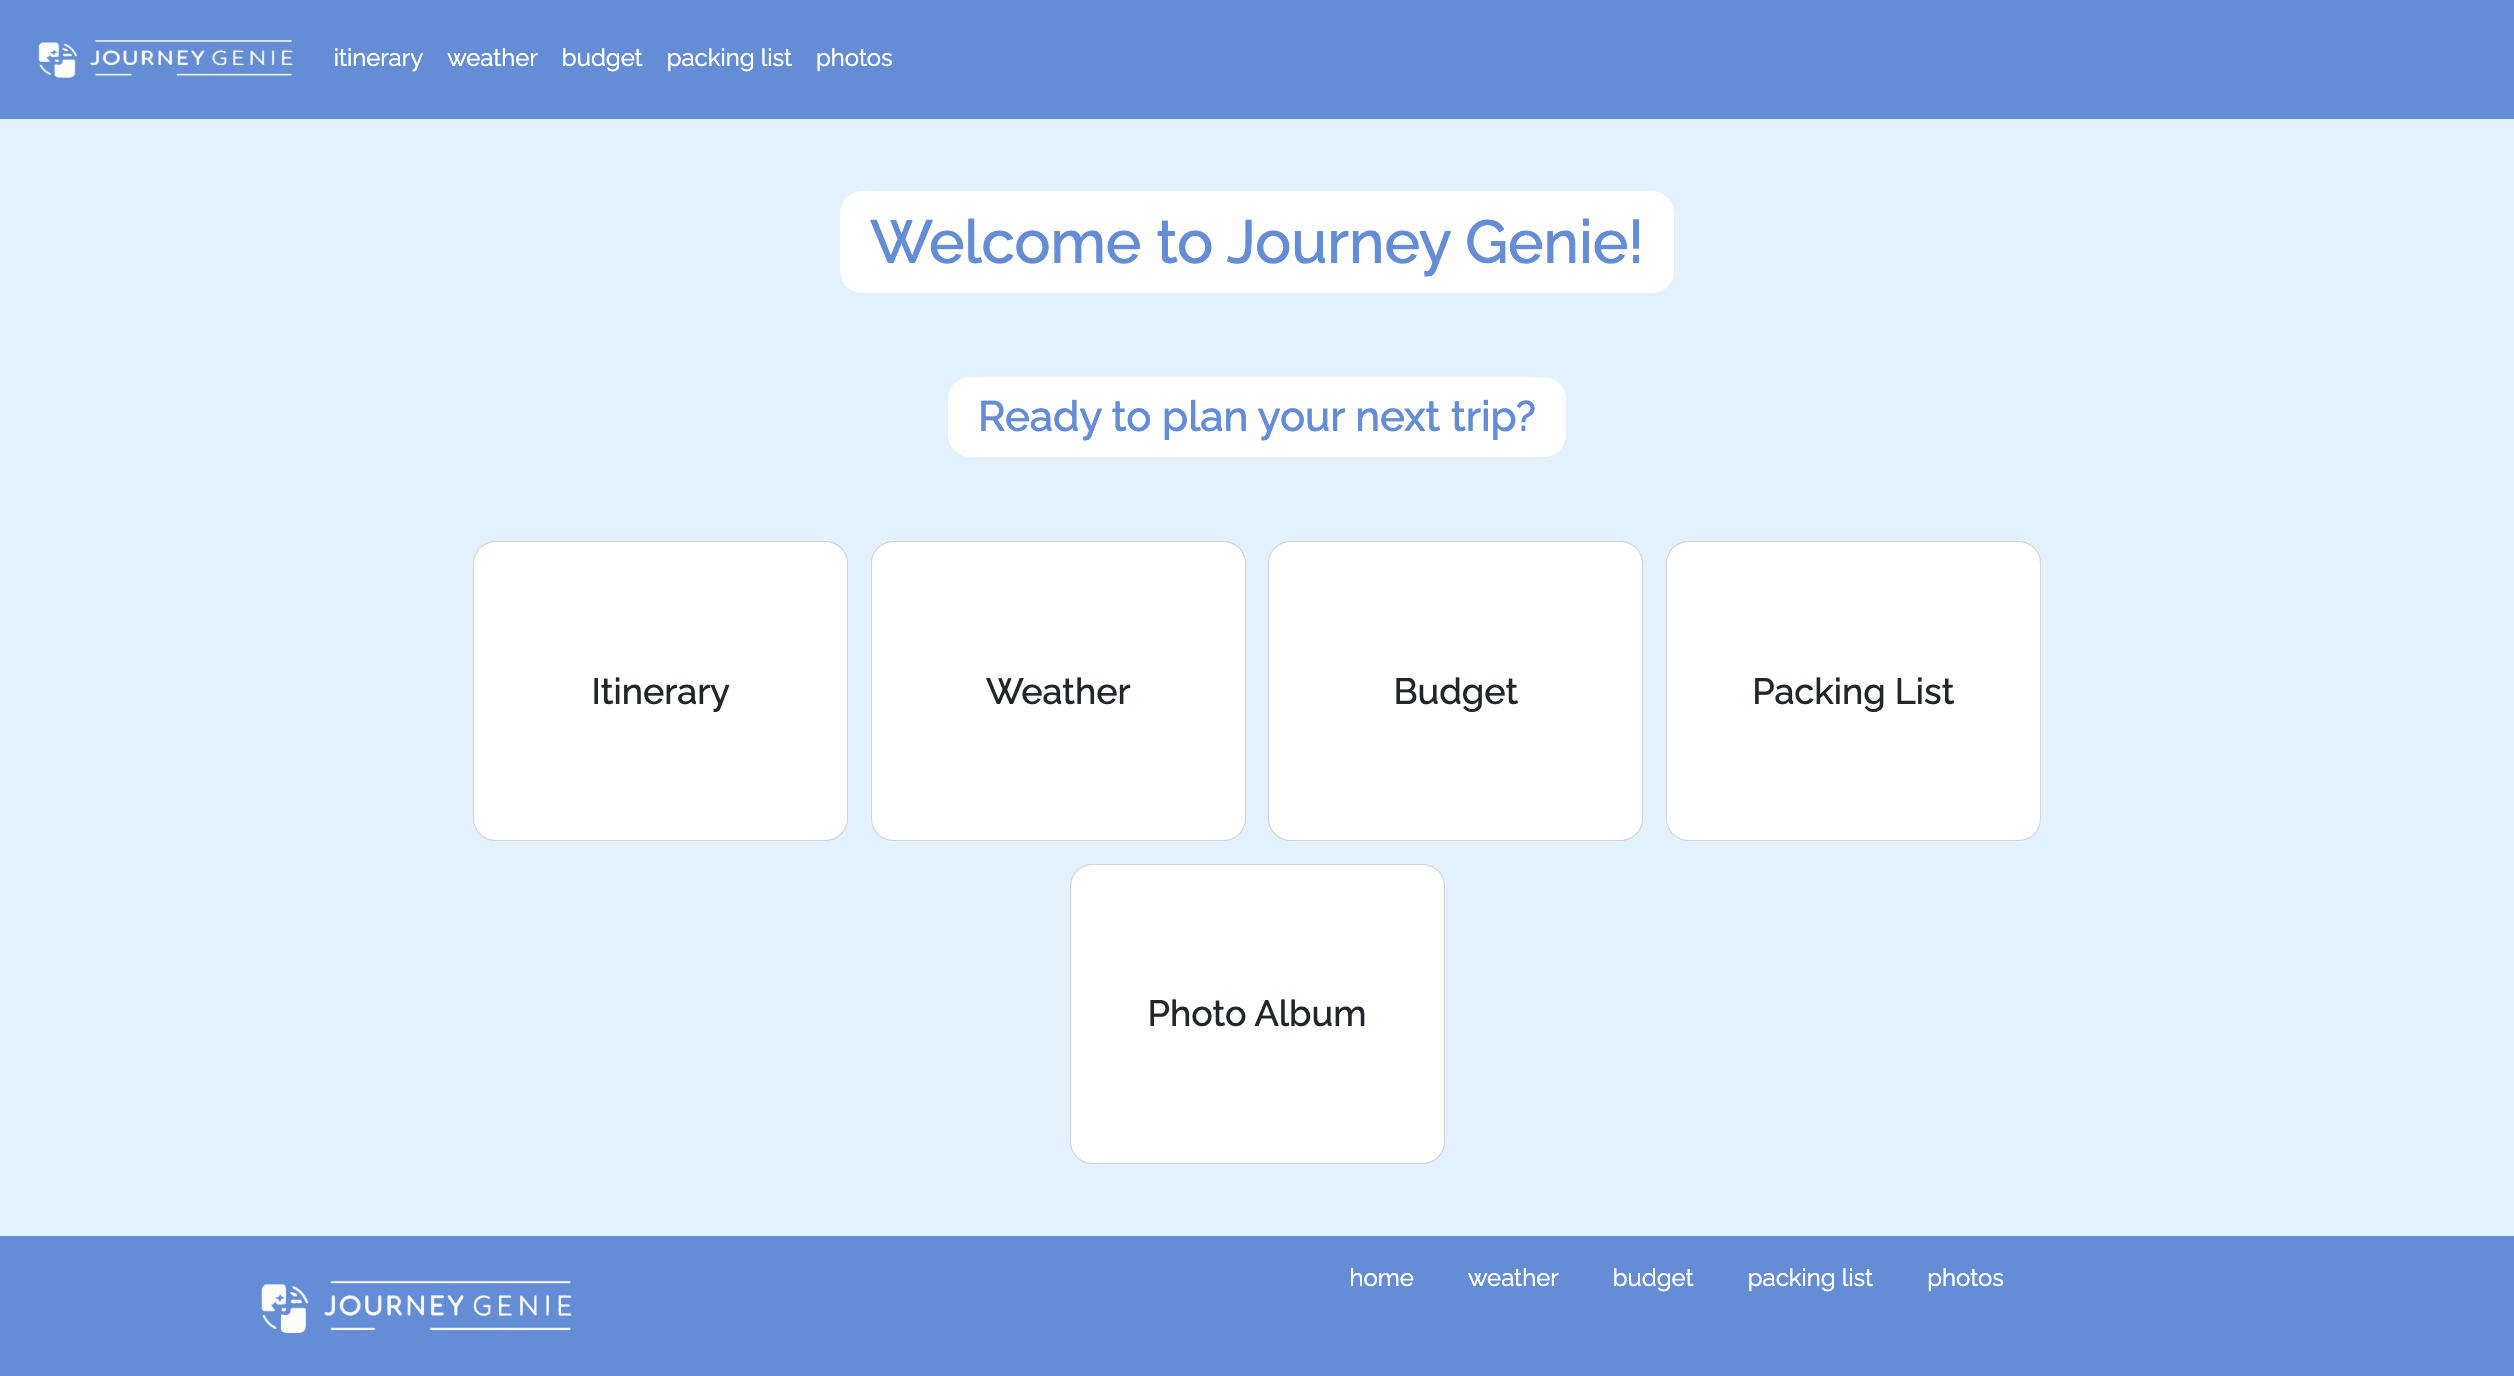 JOURNEY GENIE itinerary weather budget packing list photos
Welcome to Journey Genie!
Ready to plan your next trip?
Itinerary Weather Budget Packing List
Photo Album
home weather budget packing list photos
JOURNEY GENIE